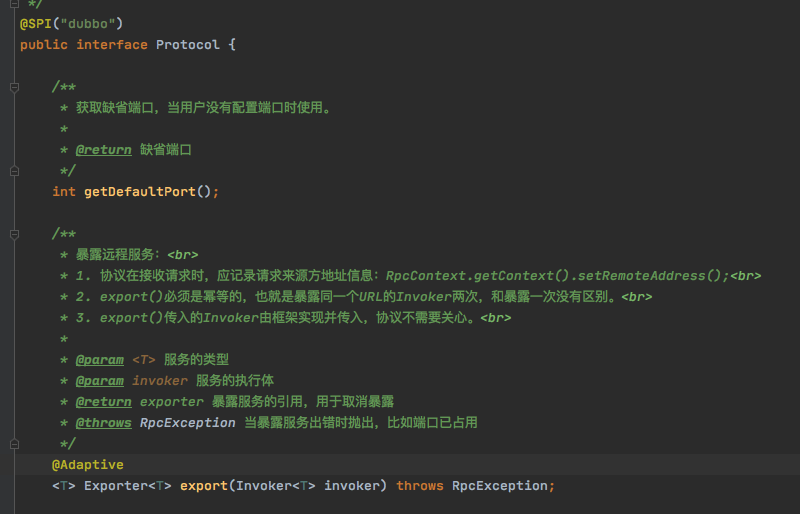 */
@SPI("dubbo")
public interface Protocol {
/**
* 获取缺省端口，当用户没有配置端口时使用。
*
* @return 缺省端口
*/
int getDefaultPort();
/**
* 暴露远程服务：<br>
* 1. 协议在接收请求时，应记录请求来源方地址信息：RpcContext.getContext().setRemoteAddress();<br>
* 2. export()必须是幂等的，也就是暴露同一个URL的Invoker两次，和暴露一次没有区别。<br>
* 3. export()传入的Invoker由框架实现并传入，协议不需要关心。<br>
*
* @param <T> 服务的类型
* @param invoker 服务的执行体
* @return exporter 暴露服务的引用，用于取消暴露
* @throws RpcException 当暴露服务出错时抛出，比如端口已占用
*/
@Adaptive
<T> Exporter<T> export(Invoker<T> invoker) throws RpcException;